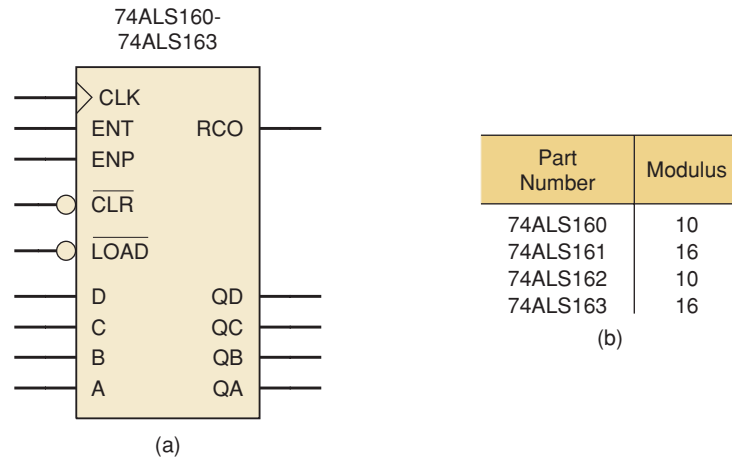 74ALS160-
74ALS163
CLK
ENT RCO
ENP
CLR
LOAD
D QD
C QC
B QB
A QA
(a)
Part Number Modulus
74ALS160 10
74ALS161 16
74ALS162 10
74ALS163 16
(b)